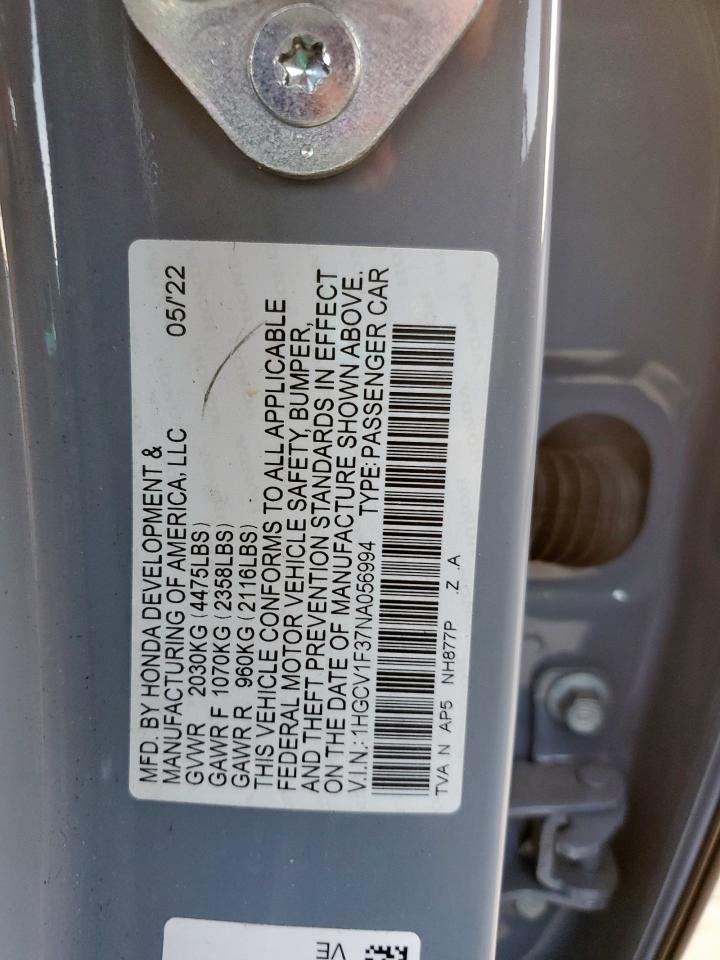 MFD. BY HONDA DEVELOPMENT &
MANUFACTURING OF AMERICA, LLC 05/'22
GVWR 2030KG (4475LBS)
GAWR F 1070KG (2358LBS)
GAWR R 960KG (2116LBS)
THIS VEHICLE CONFORMS TO ALL APPLICABLE
FEDERAL MOTOR VEHICLE SAFETY, BUMPER,
AND THEFT PREVENTION STANDARDS IN EFFECT
ON THE DATE OF MANUFACTURE SHOWN ABOVE.
V.I.N.: 1HGCV1F37NA056994 TYPE: PASSENGER CAR
TVA N AP5 NH877P .Z .A
VE